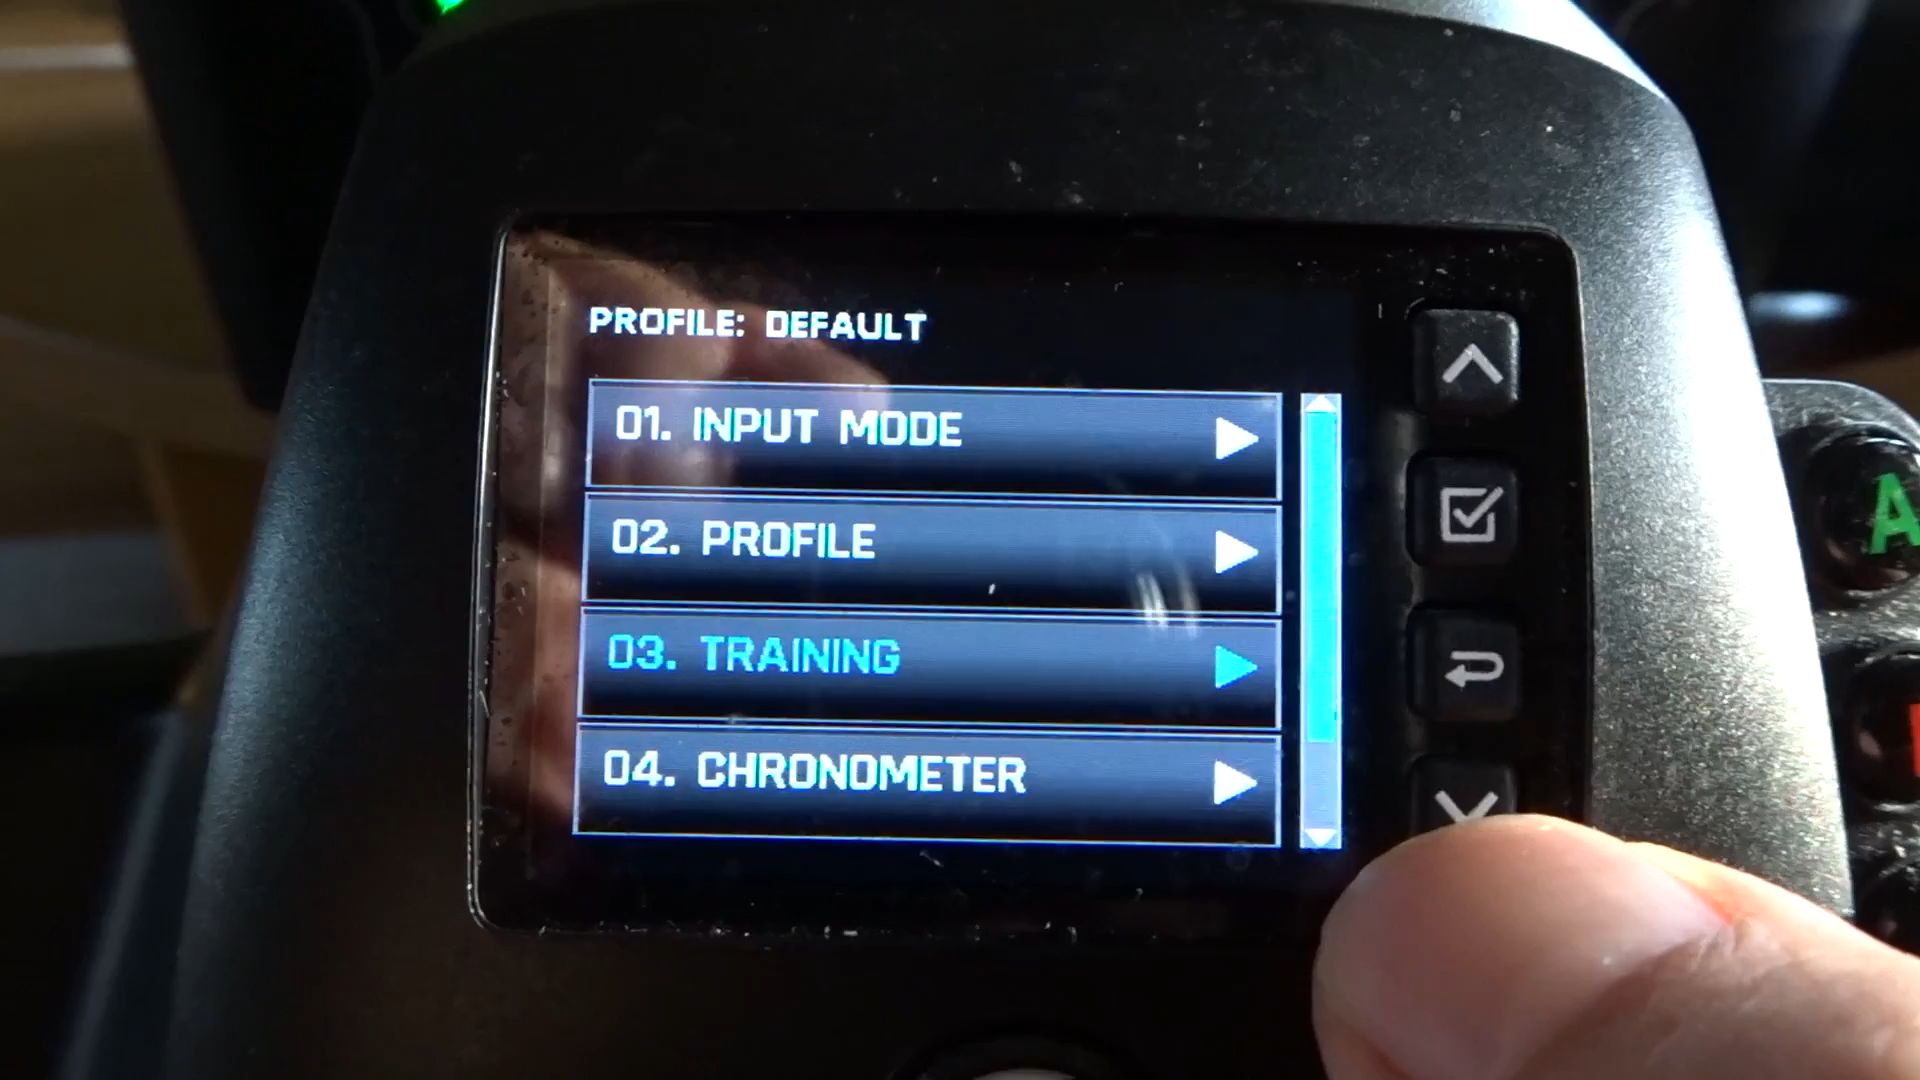 PROFILE: DEFAULT
01. INPUT MODE
02. PROFILE
03. TRAINING
04. CHRONOMETER
A